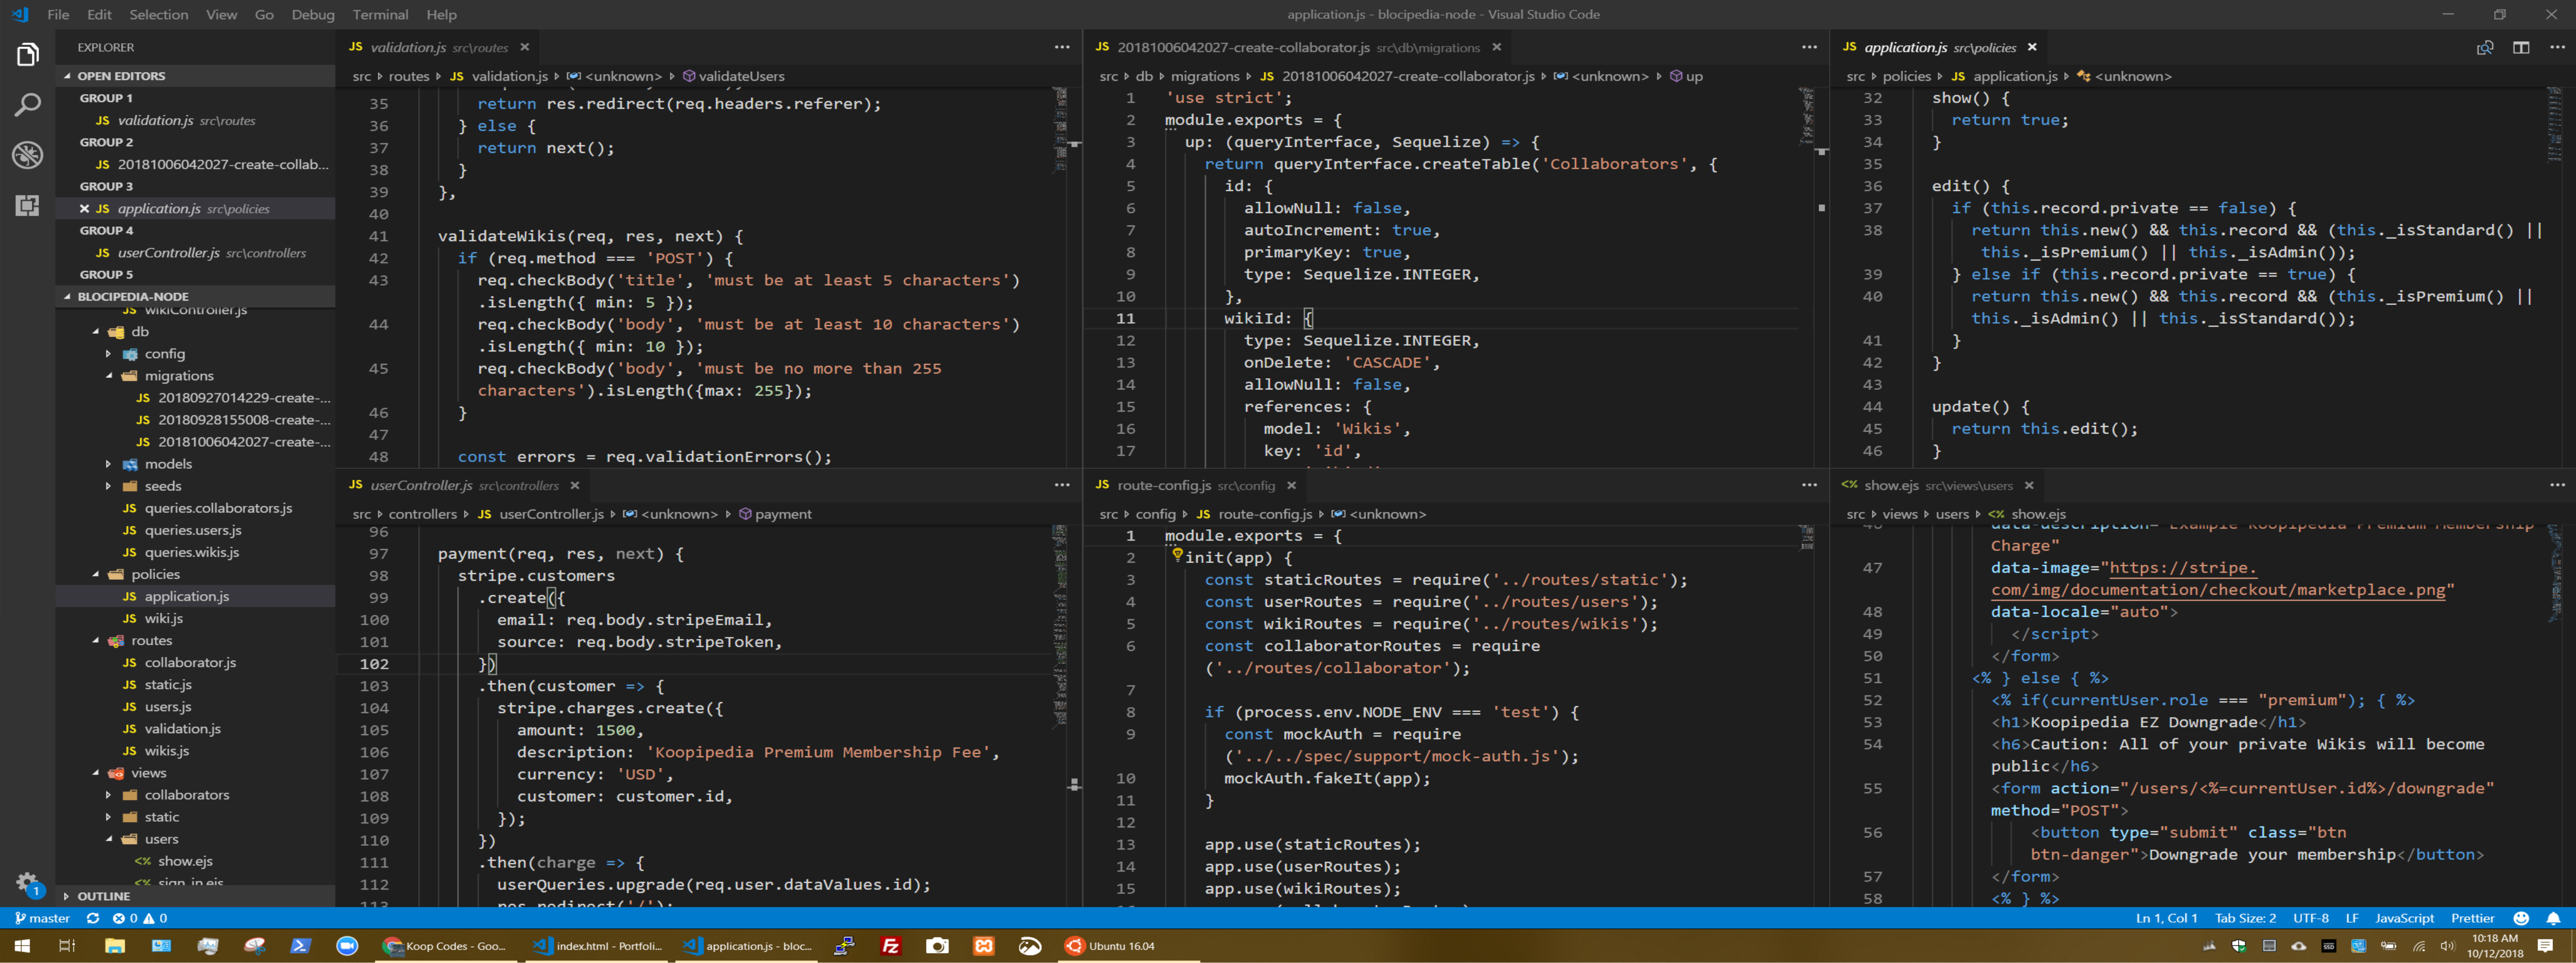 File Edit Selection View Go Debug Terminal Help
application.js - blocipedia-node - Visual Studio Code
EXPLORER
OPEN EDITORS
GROUP 1
JS validation.js src\routes
GROUP 2
JS 20181006042027-create-collab...
GROUP 3
JS application.js src\policies
GROUP 4
JS userController.js src\controllers
GROUP 5
BLOCIPEDIA-NODE
JS wikiController.js
db
config
migrations
JS 20180927014229-create-...
JS 20180928155008-create-...
JS 20181006042027-create-...
models
seeds
JS queries.collaborators.js
JS queries.users.js
JS queries.wikis.js
policies
JS application.js
JS wiki.js
routes
JS collaborator.js
JS static.js
JS users.js
JS validation.js
JS wikis.js
views
collaborators
static
users
<% show.ejs
<% sign_in.ejs
OUTLINE
1
JS validation.js src\routes
src routes JS validation.js <unknown> validateUsers
35 return res.redirect(req.headers.referer);
36 } else {
37 return next();
38 }
39 },
40
41 validateWikis(req, res, next) {
42 if (req.method === 'POST') {
43 req.checkBody('title', 'must be at least 5 characters')
.isLength({ min: 5 });
44 req.checkBody('body', 'must be at least 10 characters')
.isLength({ min: 10 });
45 req.checkBody('body', 'must be no more than 255
characters').isLength({max: 255});
46 }
47
48 const errors = req.validationErrors();
JS 20181006042027-create-collaborator.js src\db\migrations
src db migrations JS 20181006042027-create-collaborator.js <unknown> up
1 'use strict';
2 module.exports = {
3 up: (queryInterface, Sequelize) => {
4 return queryInterface.createTable('Collaborators', {
5 id: {
6 allowNull: false,
7 autoIncrement: true,
8 primaryKey: true,
9 type: Sequelize.INTEGER,
10 },
11 wikiId: {
12 type: Sequelize.INTEGER,
13 onDelete: 'CASCADE',
14 allowNull: false,
15 references: {
16 model: 'Wikis',
17 key: 'id',
JS application.js src\policies
src policies JS application.js <unknown>
32 show() {
33 return true;
34 }
35
36 edit() {
37 if (this.record.private == false) {
38 return this.new() && this.record && (this._isStandard() ||
this._isPremium() || this._isAdmin());
39 } else if (this.record.private == true) {
40 return this.new() && this.record && (this._isPremium() ||
this._isAdmin() || this._isStandard());
41 }
42 }
43
44 update() {
45 return this.edit();
46 }
JS userController.js src\controllers
src controllers JS userController.js <unknown> payment
96
97 payment(req, res, next) {
98 stripe.customers
99 .create({
100 email: req.body.stripeEmail,
101 source: req.body.stripeToken,
102 })
103 .then(customer => {
104 stripe.charges.create({
105 amount: 1500,
106 description: 'Koopipedia Premium Membership Fee',
107 currency: 'USD',
108 customer: customer.id,
109 });
110 })
111 .then(charge => {
112 userQueries.upgrade(req.user.dataValues.id);
113 res.redirect('/');
JS route-config.js src\config
src config JS route-config.js <unknown>
1 module.exports = {
2 init(app) {
3 const staticRoutes = require('../routes/static');
4 const userRoutes = require('../routes/users');
5 const wikiRoutes = require('../routes/wikis');
6 const collaboratorRoutes = require
('../routes/collaborator');
7
8 if (process.env.NODE_ENV === 'test') {
9 const mockAuth = require
('../../spec/support/mock-auth.js');
10 mockAuth.fakeIt(app);
11 }
12
13 app.use(staticRoutes);
14 app.use(userRoutes);
15 app.use(wikiRoutes);
<% show.ejs src\views\users
src views users <% show.ejs
46 data-description="Example Koopipedia Premium Membership
Charge"
47 data-image="https://stripe.
com/img/documentation/checkout/marketplace.png"
48 data-locale="auto">
49 </script>
50 </form>
51 <% } else { %>
52 <% if(currentUser.role === "premium"); { %>
53 <h1>Koopipedia EZ Downgrade</h1>
54 <h6>Caution: All of your private Wikis will become
public</h6>
55 <form action="/users/<%=currentUser.id%>/downgrade"
method="POST">
56 <button type="submit" class="btn
btn-danger">Downgrade your membership</button>
57 </form>
58 <% } %>
master 0 0
Ln 1, Col 1 Tab Size: 2 UTF-8 LF JavaScript Prettier
Koop Codes - Goo... index.html - Portfoli... application.js - bloc... Fz Ubuntu 16.04
SSD
10:18 AM
10/12/2018